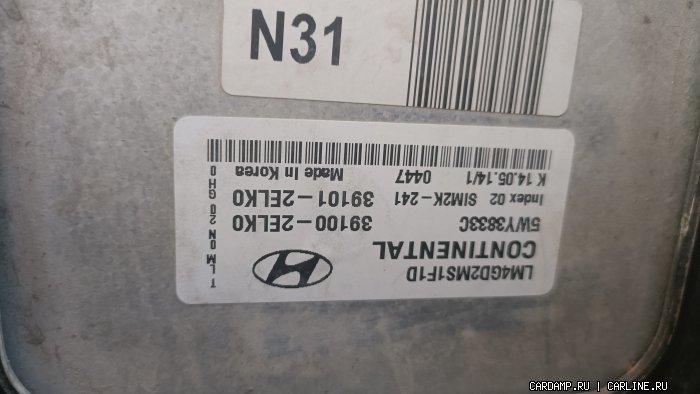 N31
LM4GD2MS1F1D
CONTINENTAL
5WY3833C 39100-2ELK0
Index 02 SIM2K-241 39101-2ELK0
K 14.05.14/1 0447 Made In Korea
CARDAMP.RU | CARLINE.RU